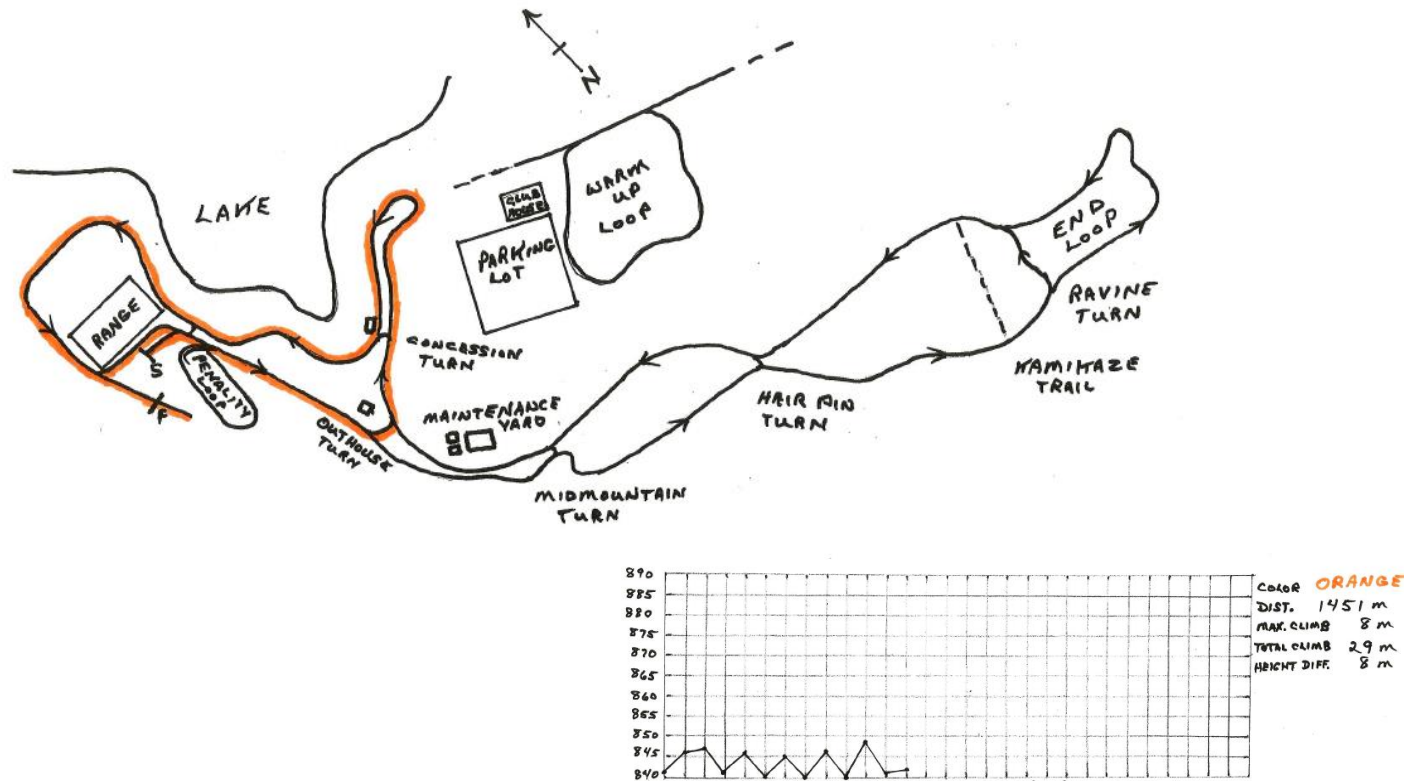 N
LAKE
CLUB
HOUSE
WARM
UP
LOOP
PARKING
LOT
END
LOOP
RANGE
RAVINE
TURN
S
PENALITY
LOOP
F
CONCESSION
TURN
KAMIKAZE
TRAIL
HAIR PIN
TURN
MAINTENANCE
YARD
OUTHOUSE
TURN
MIDMOUNTAIN
TURN
890
885
880
875
870
865
860
855
850
845
840
COLOR ORANGE
DIST. 1451 m
MAX. CLIMB 8 m
TOTAL CLIMB 29 m
HEIGHT DIFF. 8 m